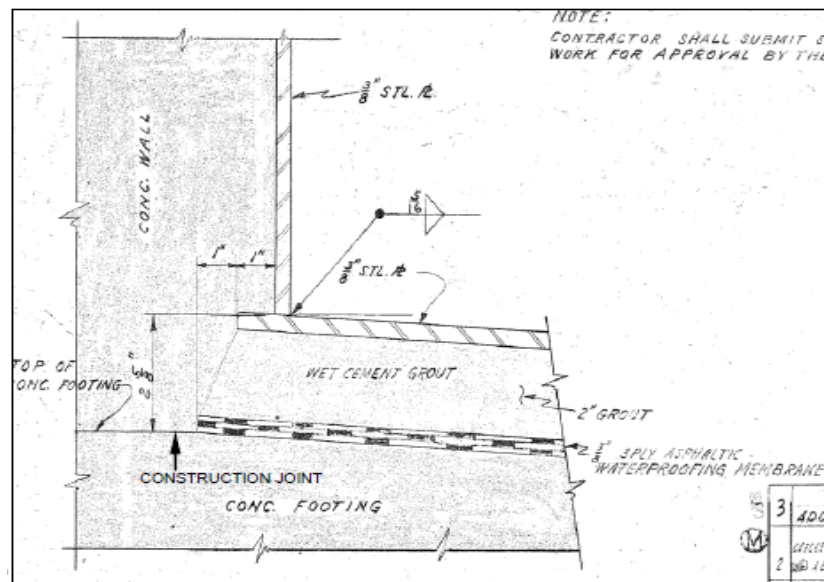 NOTE:
CONTRACTOR SHALL SUBMIT S
WORK FOR APPROVAL BY THE
3/8" STL. PL
CONC. WALL
1" 1"
3/8" STL. PL
TOP OF
CONC. FOOTING
WET CEMENT GROUT
2" GROUT
3 PLY ASPHALTIC
WATERPROOFING MEMBRANE
CONSTRUCTION JOINT
CONC. FOOTING
3
2
M